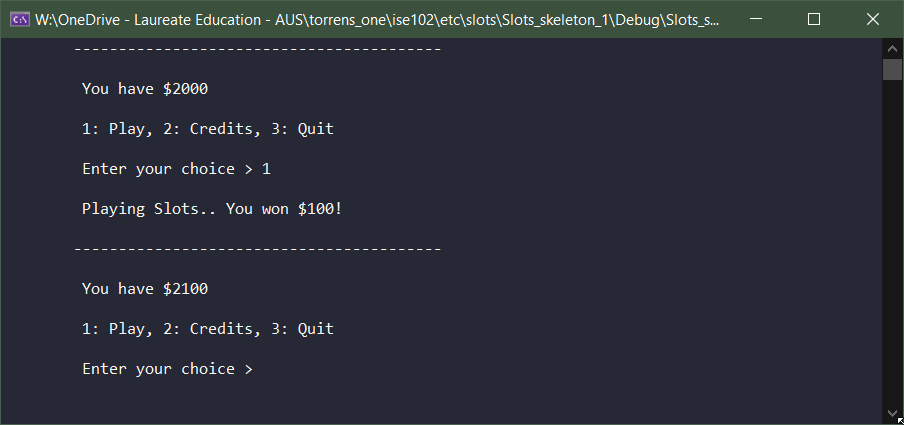 W:\OneDrive - Laureate Education - AUS\torrens_one\ise102\etc\slots\Slots_skeleton_1\Debug\Slots_s...
-----------------------------------------
You have $2000
1: Play, 2: Credits, 3: Quit
Enter your choice > 1
Playing Slots.. You won $100!
-----------------------------------------
You have $2100
1: Play, 2: Credits, 3: Quit
Enter your choice >